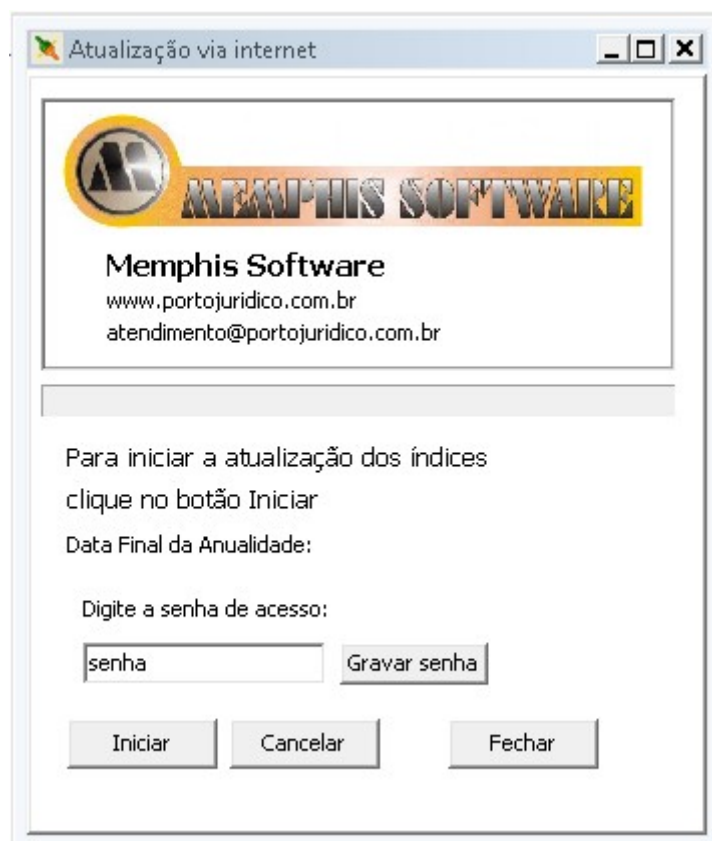 Atualização via internet
MEMPHIS SOFTWARE
Memphis Software
www.portojuridico.com.br
atendimento@portojuridico.com.br
Para iniciar a atualização dos índices
clique no botão Iniciar
Data Final da Anualidade:
Digite a senha de acesso:
senha Gravar senha
Iniciar Cancelar Fechar